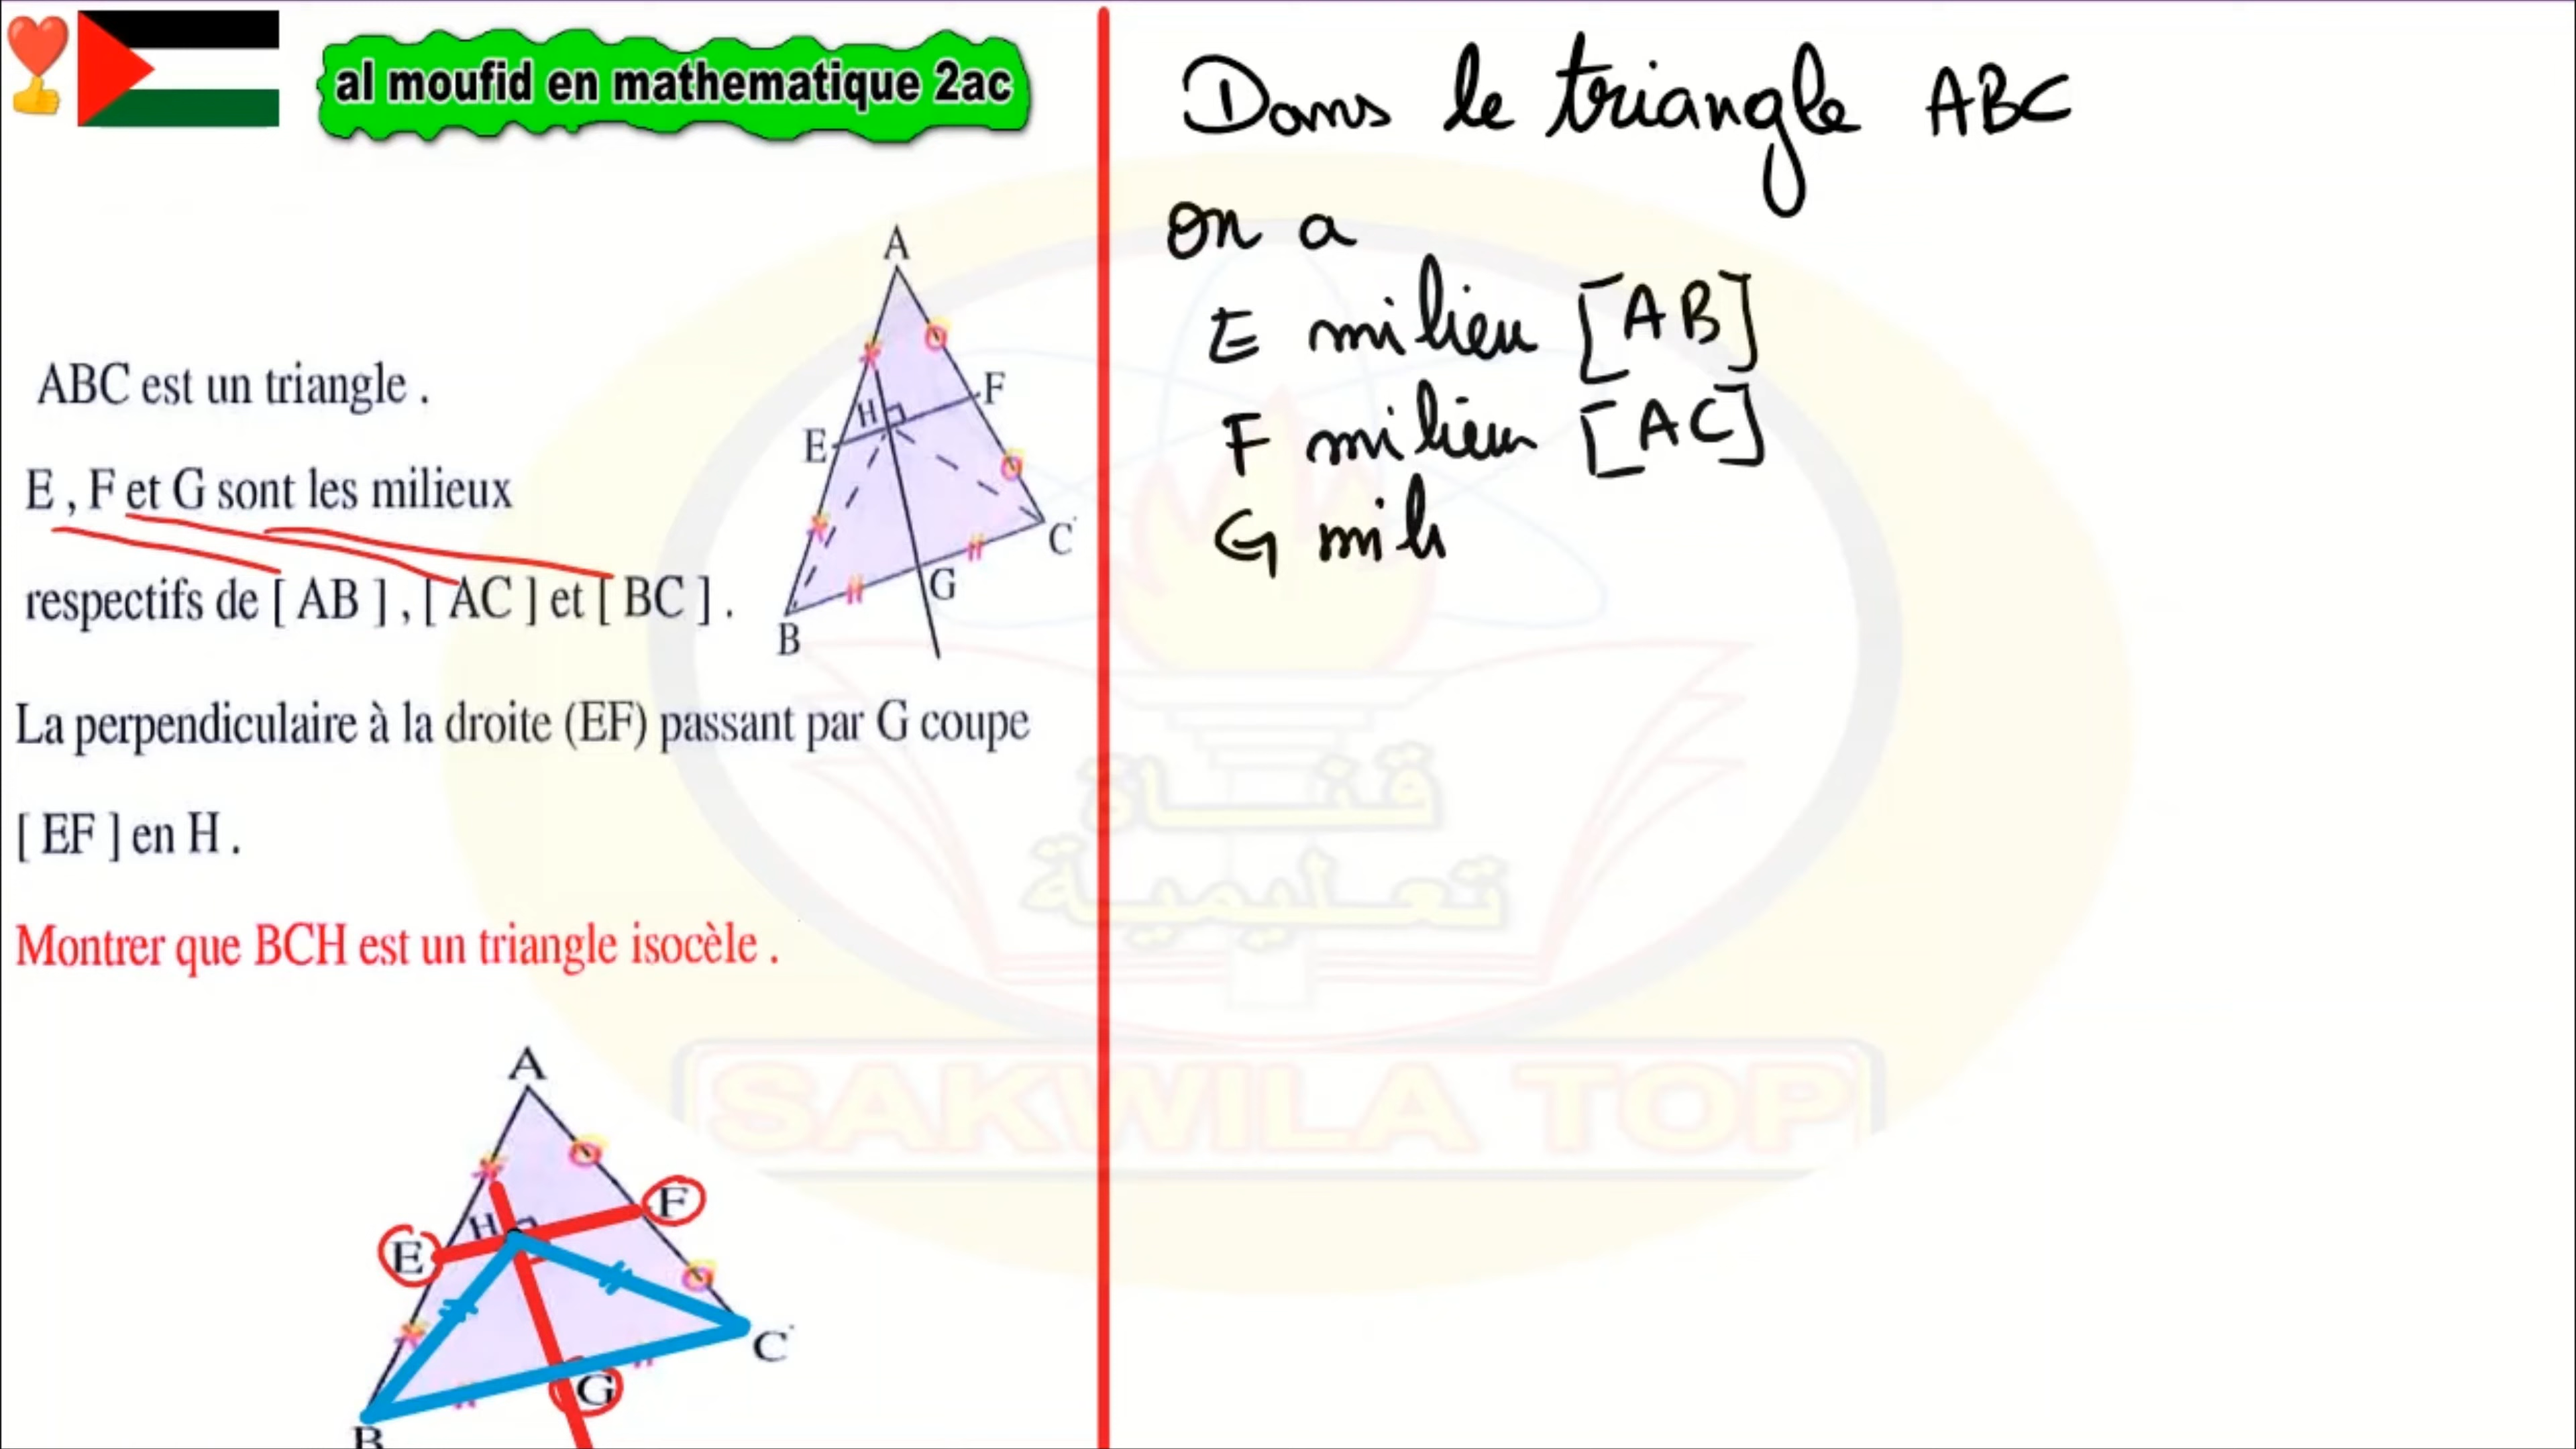 al moufid en mathematique 2ac
ABC est un triangle .
E , F et G sont les milieux
respectifs de [ AB ] , [ AC ] et [ BC ] .
La perpendiculaire à la droite (EF) passant par G coupe
[ EF ] en H .
Montrer que BCH est un triangle isocèle .
A
F
H
E
C
G
B
A
F
H
E
C
G
B
Dans le triangle ABC
on a
E milieu [AB]
F milieu [AC]
G mili
قناة
تعليمية
SAKWILA TOP